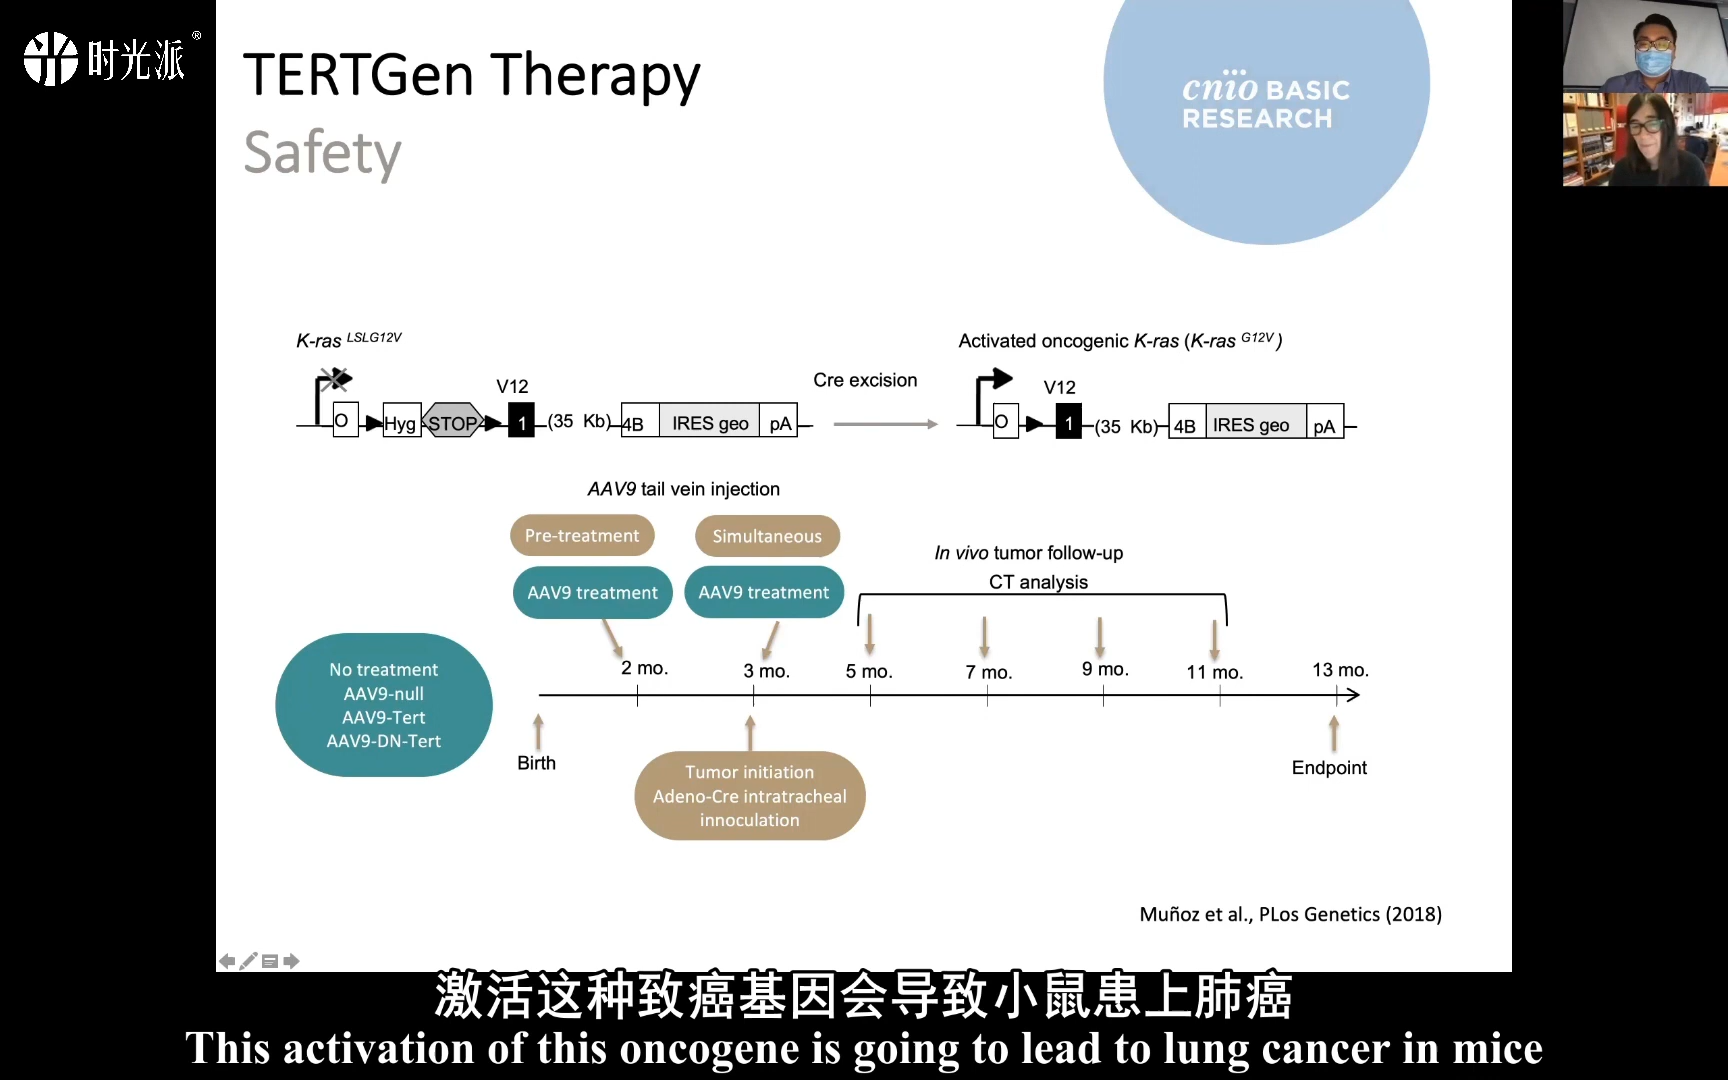 时光派®
TERTGen Therapy
Safety
cnio BASIC
RESEARCH
K-ras LSLG12V
V12
O Hyg STOP 1 (35 Kb) 4B IRES geo pA
Cre excision
Activated oncogenic K-ras (K-ras G12V)
V12
O 1 (35 Kb) 4B IRES geo pA
AAV9 tail vein injection
Pre-treatment
Simultaneous
AAV9 treatment
AAV9 treatment
In vivo tumor follow-up
CT analysis
No treatment
AAV9-null
AAV9-Tert
AAV9-DN-Tert
2 mo.
3 mo.
5 mo.
7 mo.
9 mo.
11 mo.
13 mo.
Birth
Tumor initiation
Adeno-Cre intratracheal
innoculation
Endpoint
Muñoz et al., PLos Genetics (2018)
激活这种致癌基因会导致小鼠患上肺癌
This activation of this oncogene is going to lead to lung cancer in mice